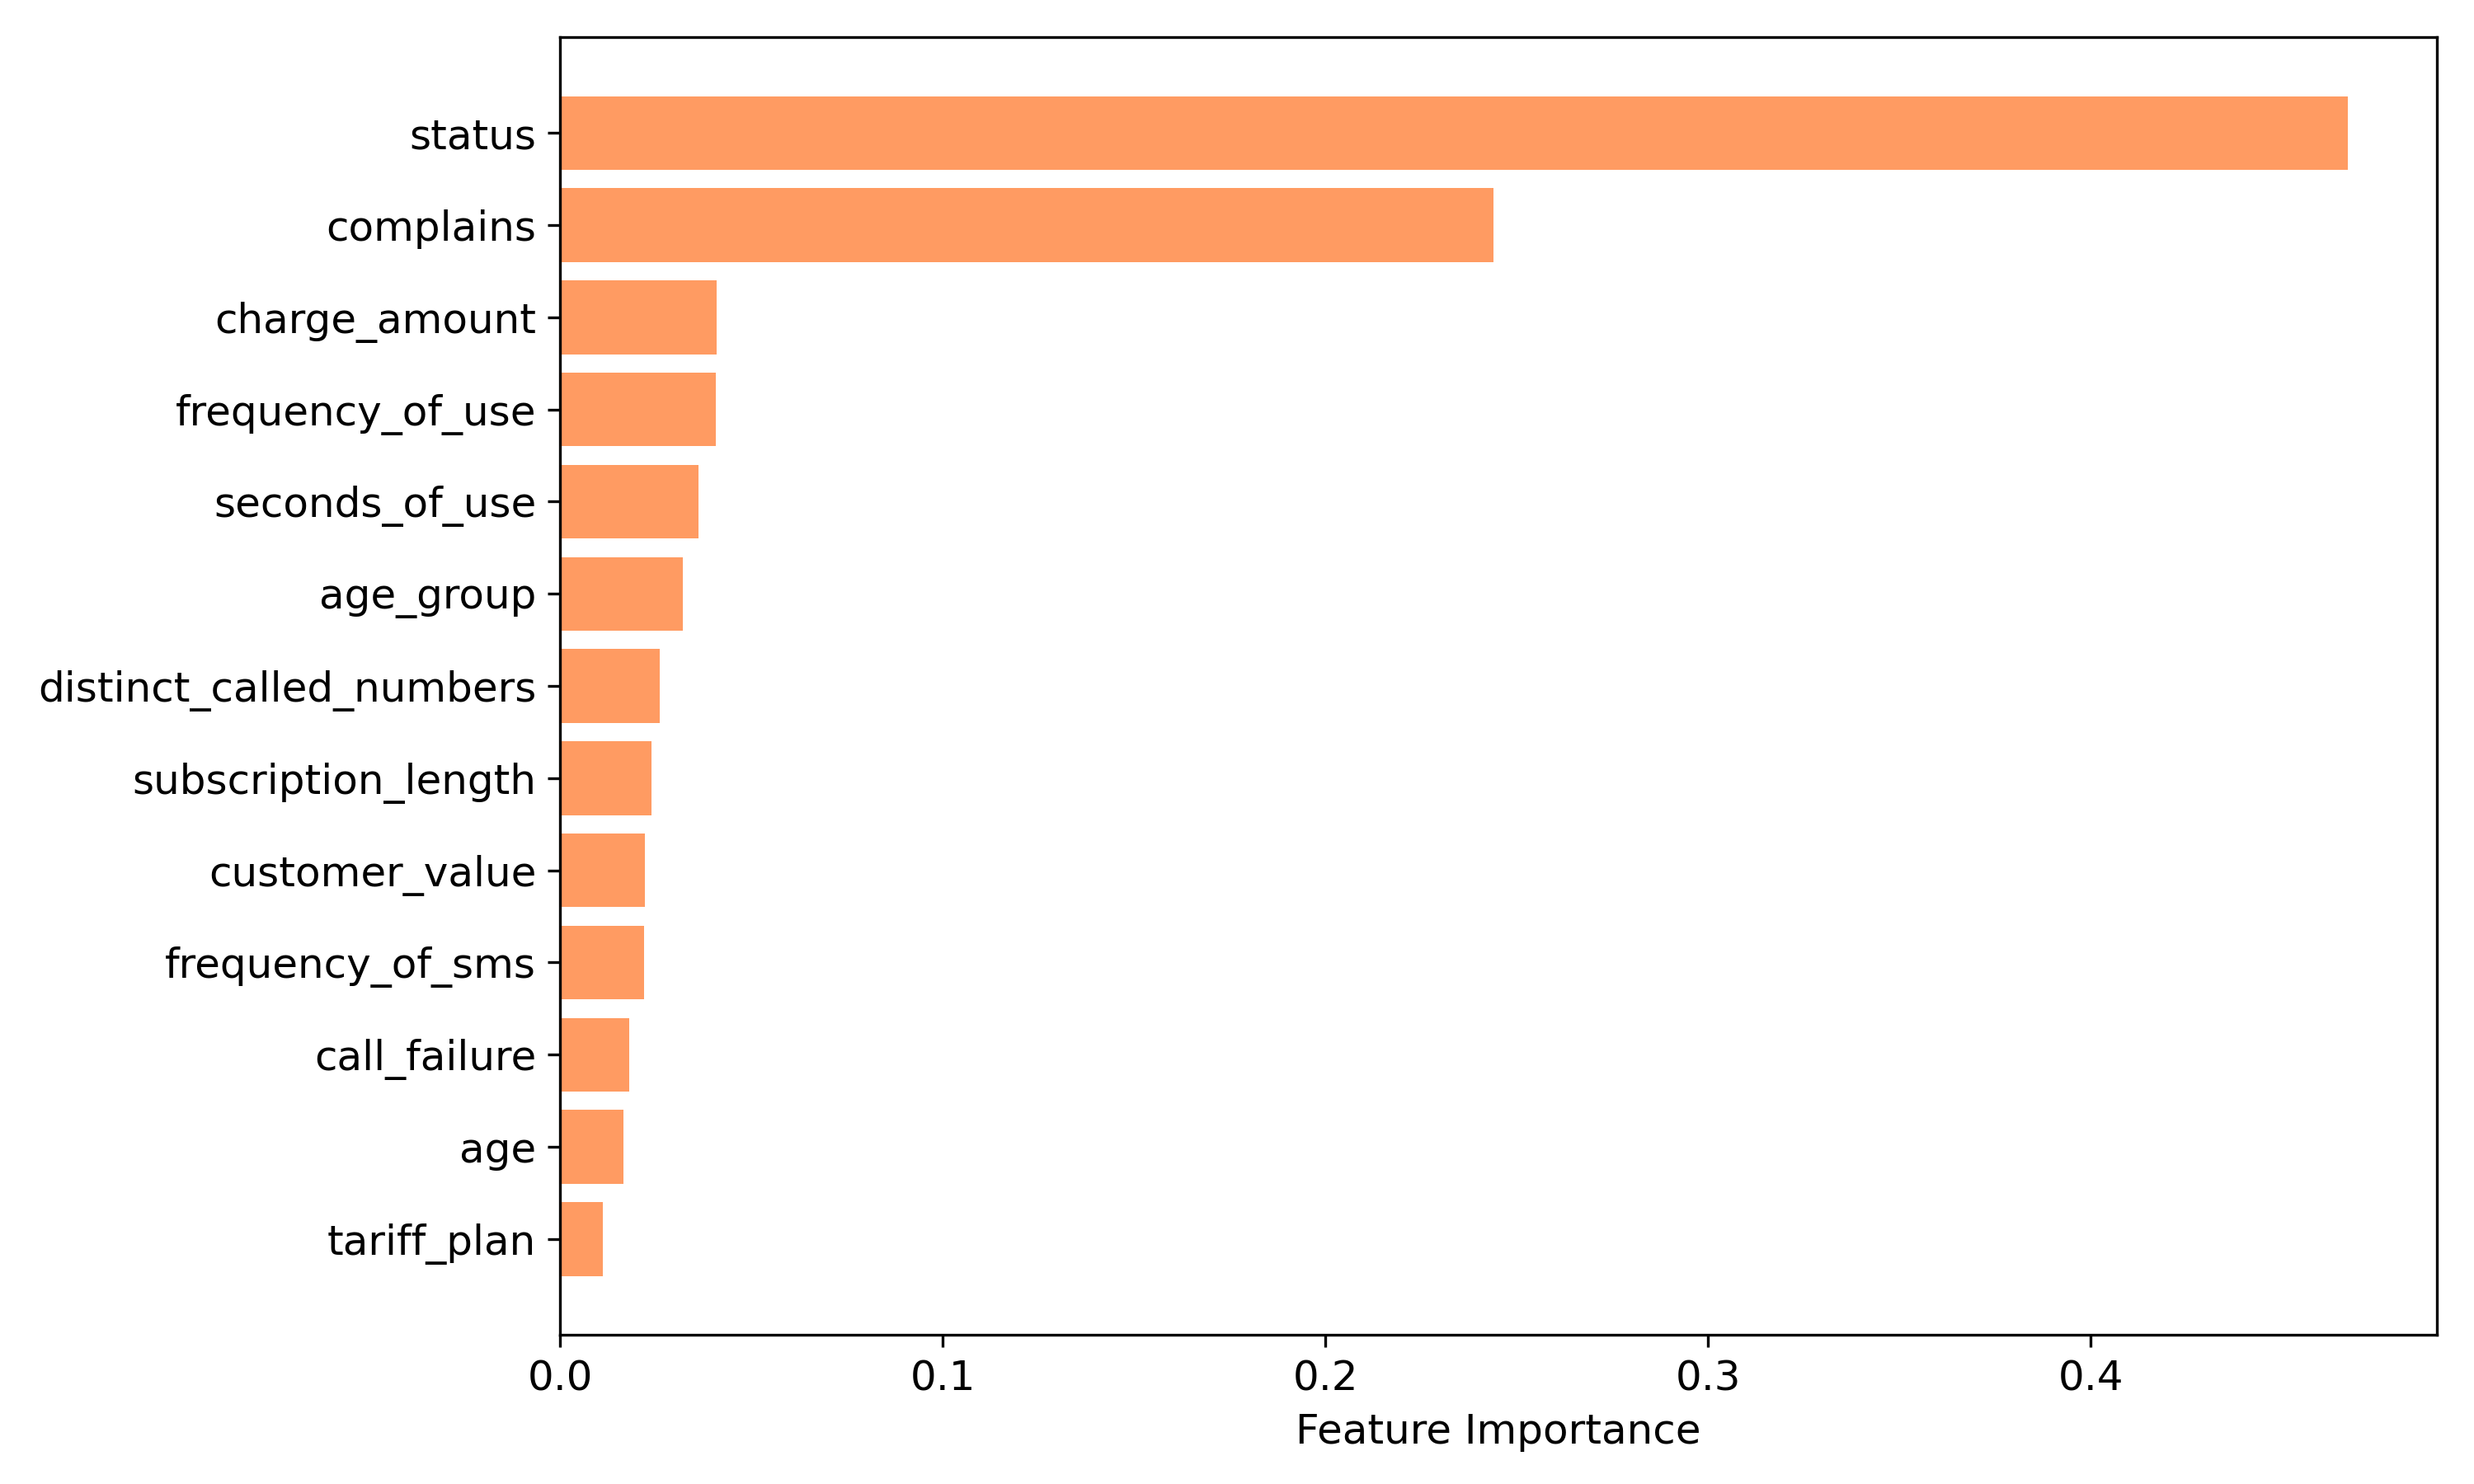 status
complains
charge_amount
frequency_of_use
seconds_of_use
age_group
distinct_called_numbers
subscription_length
customer_value
frequency_of_sms
call_failure
age
tariff_plan
0.0 0.1 0.2 0.3 0.4
Feature Importance